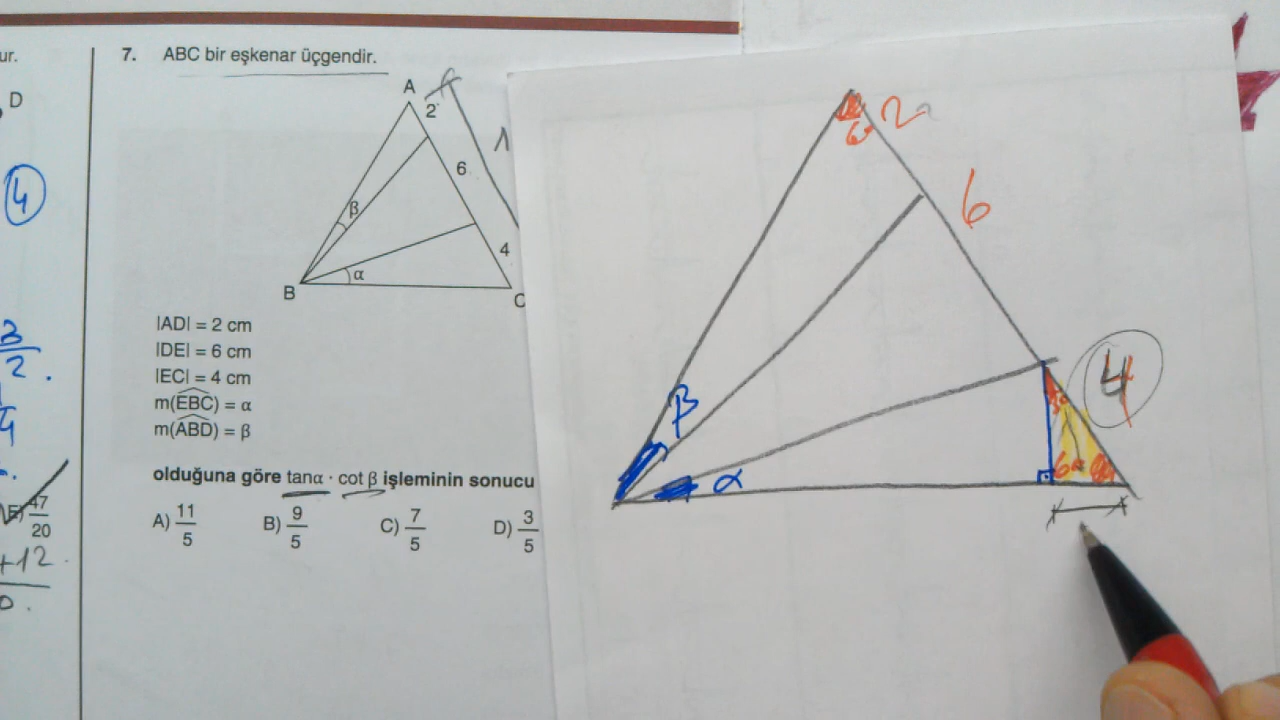 ur.
D
4
3
2
.
E) 47
20
+12
0.
7. ABC bir eşkenar üçgendir.
A
2
6
β
4
α
B
C
1
|AD| = 2 cm
|DE| = 6 cm
|EC| = 4 cm
m(EBC) = α
m(ABD) = β
olduğuna göre tanα · cot β işleminin sonucu
A) 11/5 B) 9/5 C) 7/5 D) 3/5
2
6
4
β
α